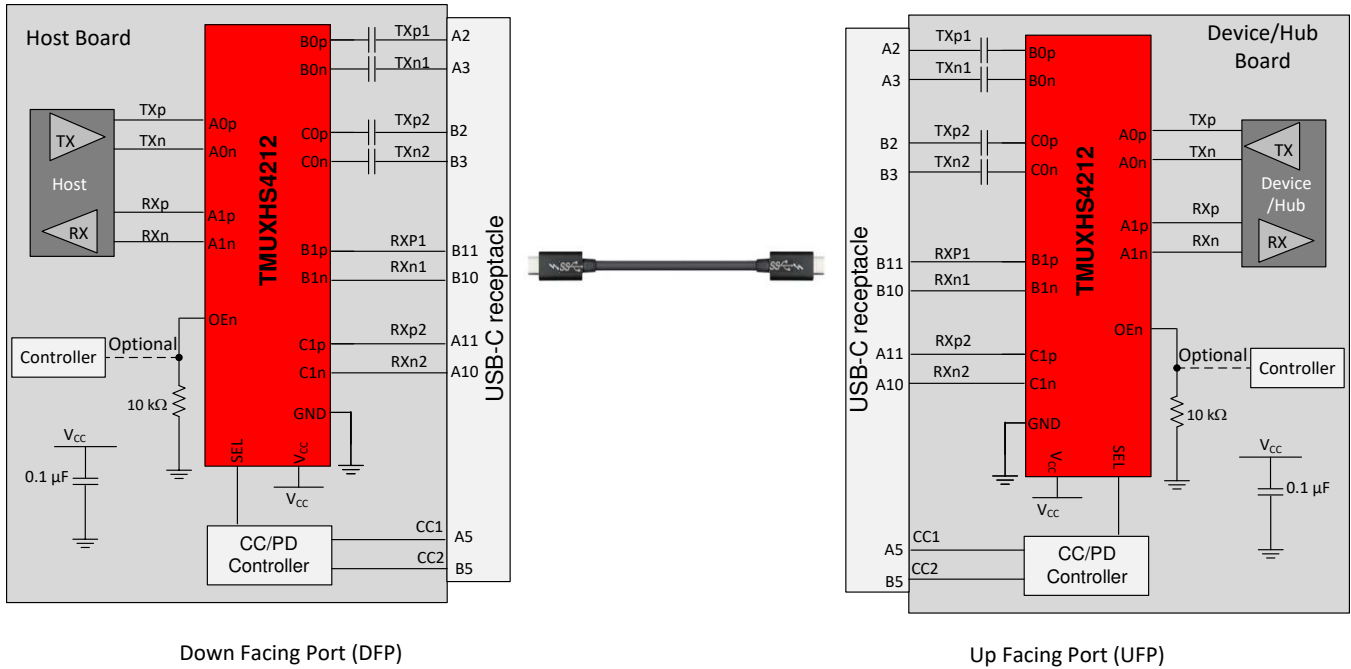 Host Board
TXp
TXn
RXp
RXn
TX
Host
RX
A0p
A0n
A1p
A1n
OEn
TMUXHS4212
B0p
B0n
C0p
C0n
B1p
B1n
C1p
C1n
GND
SEL
VCC
VCC
TXp1
TXn1
TXp2
TXn2
RXP1
RXn1
RXp2
RXn2
A2
A3
B2
B3
B11
B10
A11
A10
USB-C receptacle
Controller
Optional
10 kΩ
VCC
0.1 µF
CC/PD
Controller
CC1
CC2
A5
B5
Down Facing Port (DFP)
SS
SS
Device/Hub
Board
USB-C receptacle
A2
A3
B2
B3
B11
B10
A11
A10
TXp1
TXn1
TXp2
TXn2
RXP1
RXn1
RXp2
RXn2
B0p
B0n
C0p
C0n
B1p
B1n
C1p
C1n
GND
VCC
SEL
VCC
TMUXHS4212
A0p
A0n
A1p
A1n
OEn
TXp
TXn
RXp
RXn
TX
Device
/Hub
RX
Optional
Controller
10 kΩ
VCC
0.1 µF
A5
B5
CC1
CC2
CC/PD
Controller
Up Facing Port (UFP)